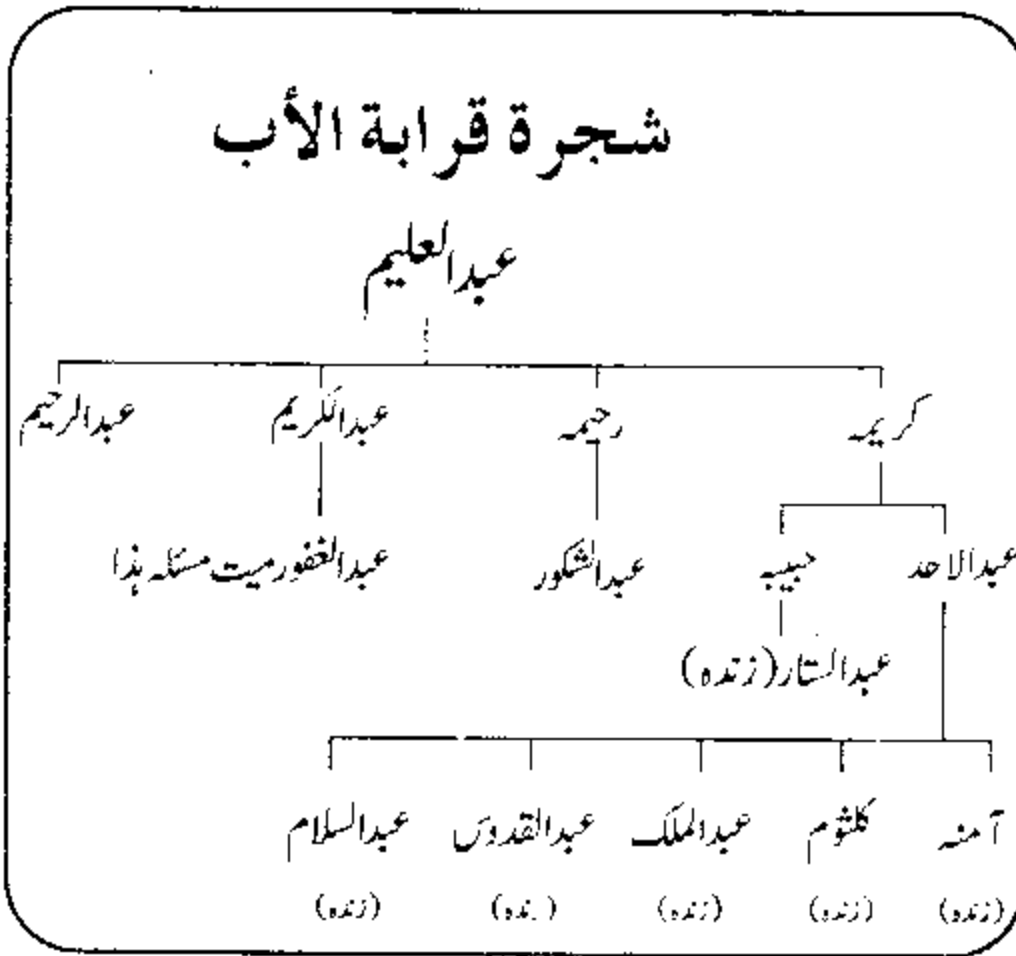 شجرة قرابة الأب
عبدالعلیم
کریمہ رحیمہ عبدالکریم عبدالرحیم
عبدالاحد حبیبہ عبدالشکور عبدالغفور میت مسئلہ ہذا
عبدالستار (زندہ)
آمنہ کلثوم عبدالملک عبدالقدوس عبدالسلام
(زندہ) (زندہ) (زندہ) (زندہ) (زندہ)